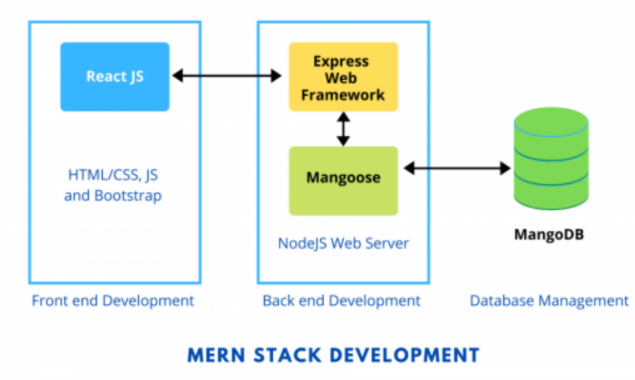 React JS
Express
Web
Framework
HTML/CSS, JS
and Bootstrap
Mangoose
NodeJS Web Server
MangoDB
Front end Development
Back end Development
Database Management
MERN STACK DEVELOPMENT